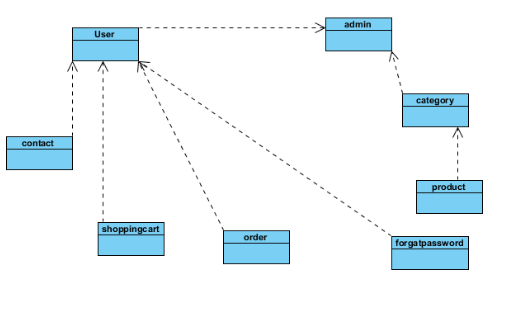 admin
User
category
contact
product
shoppingcart
order
forgatpassword